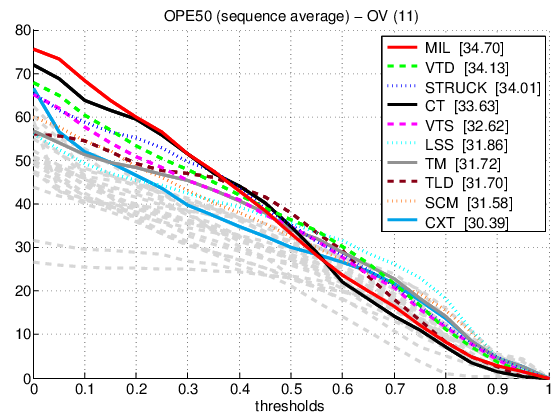 OPE50 (sequence average) – OV (11)
80
70
60
50
40
30
20
10
0
MIL [34.70]
VTD [34.13]
STRUCK [34.01]
CT [33.63]
VTS [32.62]
LSS [31.86]
TM [31.72]
TLD [31.70]
SCM [31.58]
CXT [30.39]
0 0.1 0.2 0.3 0.4 0.5 0.6 0.7 0.8 0.9 1
thresholds